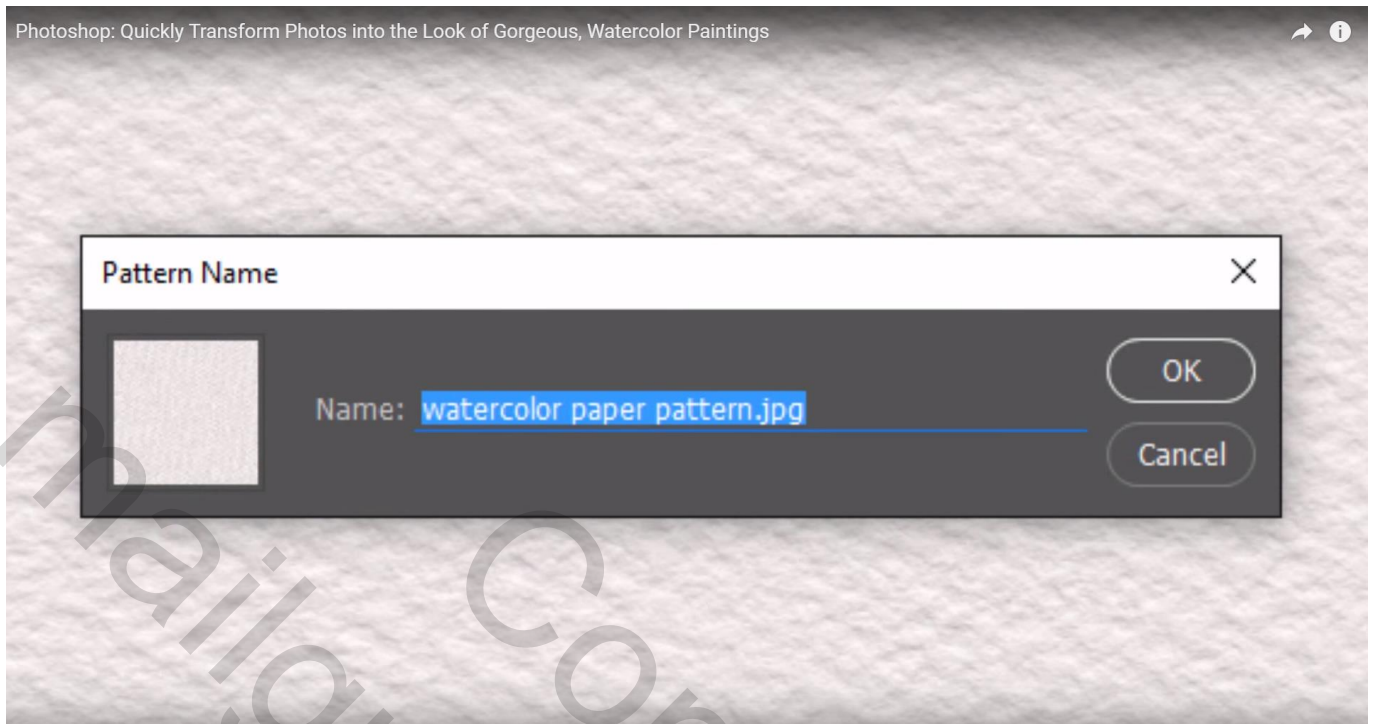 Photoshop: Quickly Transform Photos into the Look of Gorgeous, Watercolor Paintings
Pattern Name
OK
Name: watercolor paper pattern.jpg
Cancel